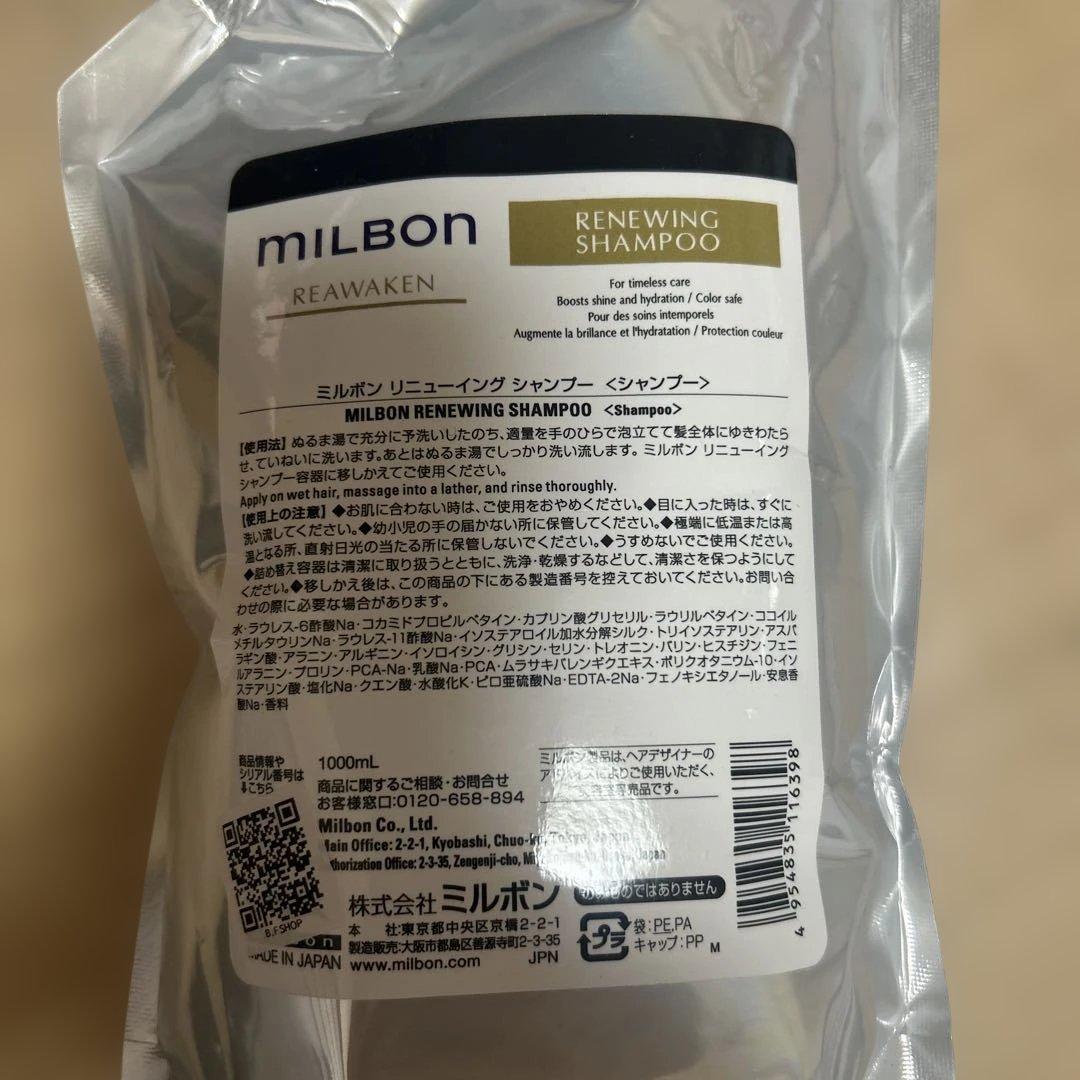 MILBON
REAWAKEN
RENEWING
SHAMPOO
For timeless care
Boosts shine and hydration / Color safe
Pour des soins intemporels
Augmente la brillance et l'hydratation / Protection couleur
ミルボン リニューイング シャンプー <シャンプー>
MILBON RENEWING SHAMPOO <Shampoo>
【使用法】ぬるま湯で充分に予洗いしたのち、適量を手のひらで泡立てて髪全体にゆきわたら
せ、ていねいに洗います。あとはぬるま湯でしっかり洗い流します。ミルボン リニューイング
シャンプー容器に移しかえてご使用ください。
Apply on wet hair, massage into a lather, and rinse thoroughly.
【使用上の注意】◆お肌に合わない時は、ご使用をおやめください。◆目に入った時は、すぐに
洗い流してください。◆幼小児の手の届かない所に保管してください。◆極端に低温または高
温となる所、直射日光の当たる所に保管しないでください。◆うすめないでご使用ください。
◆詰め替え容器は清潔に取り扱うとともに、洗浄・乾燥するなどして、清潔さを保つようにして
ください。◆移しかえ後は、この商品の下にある製造番号を控えておいてください。お問い合
わせの際に必要な場合があります。
水・ラウレス-6酢酸Na・コカミドプロピルベタイン・カプリン酸グリセリル・ラウリルベタイン・ココイル
メチルタウリンNa・ラウレス-11酢酸Na・イソステアロイル加水分解シルク・トリイソステアリン・アスパ
ラギン酸・アラニン・アルギニン・イソロイシン・グリシン・セリン・トレオニン・バリン・ヒスチジン・フェニ
ルアラニン・プロリン・PCA-Na・乳酸Na・PCA・ムラサキバレンギクエキス・ポリクオタニウム-10・イソ
ステアリン酸・塩化Na・クエン酸・水酸化K・ピロ亜硫酸Na・EDTA-2Na・フェノキシエタノール・安息香
酸Na・香料
商品情報や
シリアル番号は
↓こちら
B.F SHOP
MADE IN JAPAN
1000mL
商品に関するご相談・お問合せ
お客様窓口:0120-658-894
Milbon Co., Ltd.
Main Office: 2-2-1, Kyobashi, Chuo-ku, Tokyo, Japan
Authorization Office: 2-3-35, Zengenji-cho, Japan
株式会社 ミルボン
本 社:東京都中央区京橋2-2-1
製造販売:大阪市都島区善源寺町2-3-35
www.milbon.com JPN
ミルボン製品は、ヘアデザイナーの
アドバイスによりご使用いただく、
専売品です。
のみものではありません
プラ
袋:PE,PA
キャップ:PP M
4 954835 116398